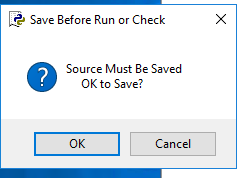 Save Before Run or Check
Source Must Be Saved
OK to Save?
OK
Cancel